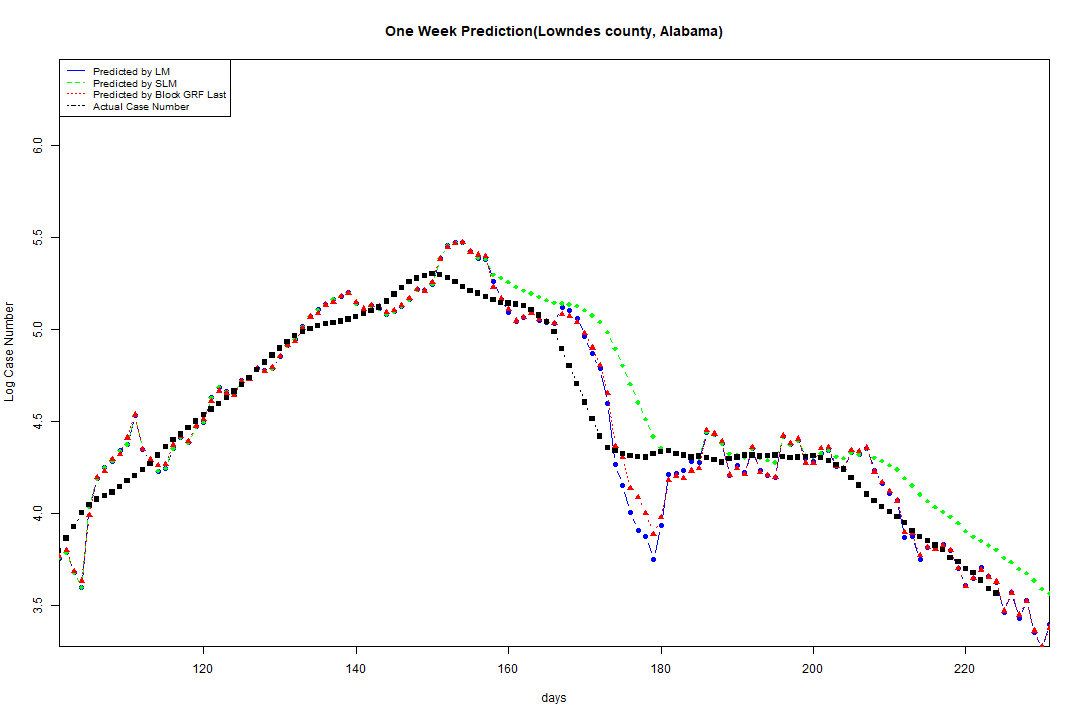 One Week Prediction(Lowndes county, Alabama)
Predicted by LM
Predicted by SLM
Predicted by Block GRF Last
Actual Case Number
6.0
5.5
5.0
4.5
4.0
3.5
Log Case Number
120 140 160 180 200 220
days